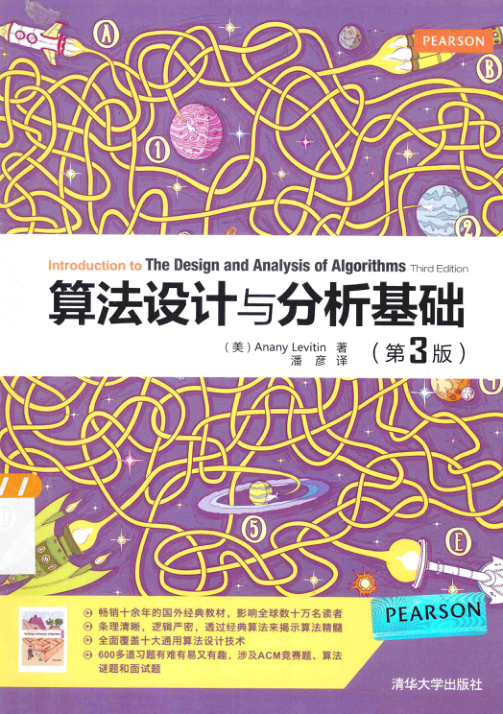 PEARSON
A
B
1
2
Introduction to The Design and Analysis of Algorithms Third Edition
算法设计与分析基础
（美）Anany Levitin 著
潘彦 译
（第3版）
5
E
PEARSON
畅销十余年的国外经典教材，影响全球数十万名读者
条理清晰，逻辑严密，透过经典算法来揭示算法精髓
全面覆盖十大通用算法设计技术
600多道习题有难有易又有趣，涉及ACM竞赛题、算法
谜题和面试题
清华大学出版社